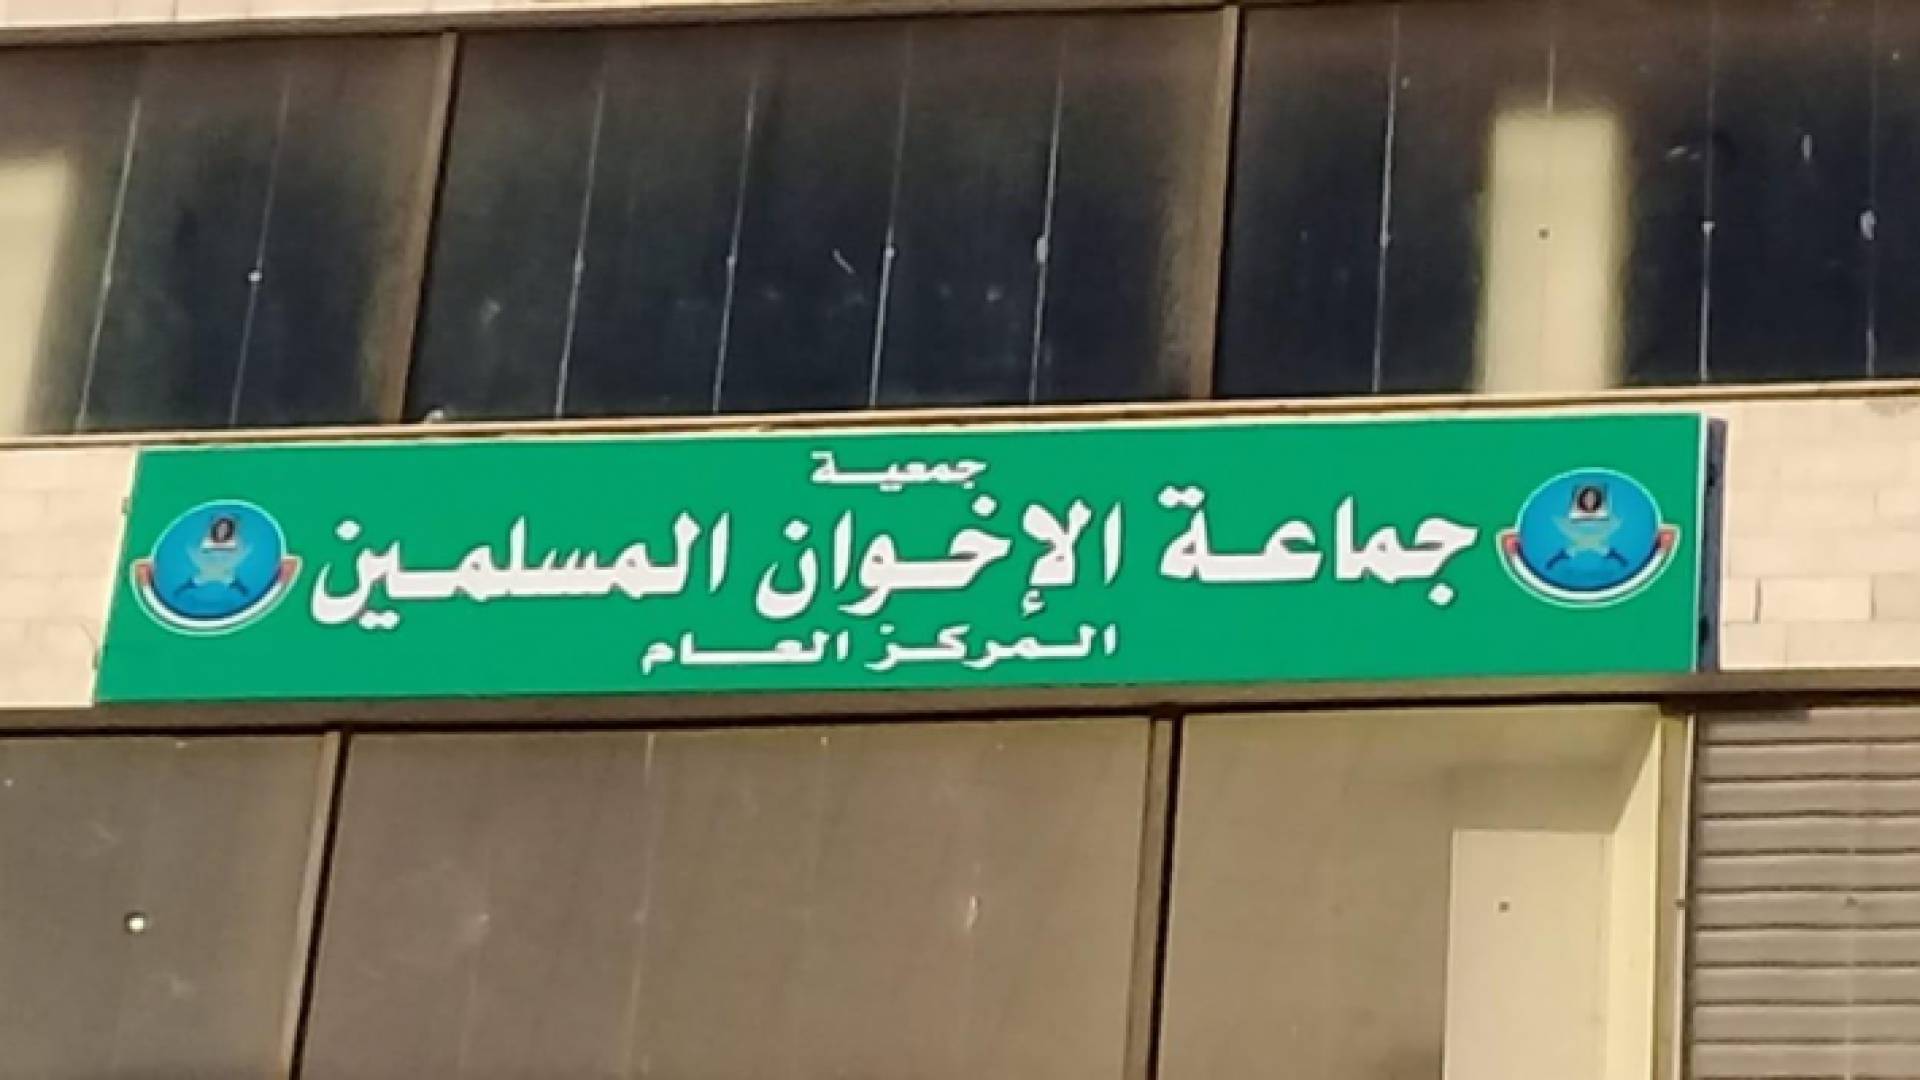 جمعية
جماعة الإخوان المسلمين
المركز العام